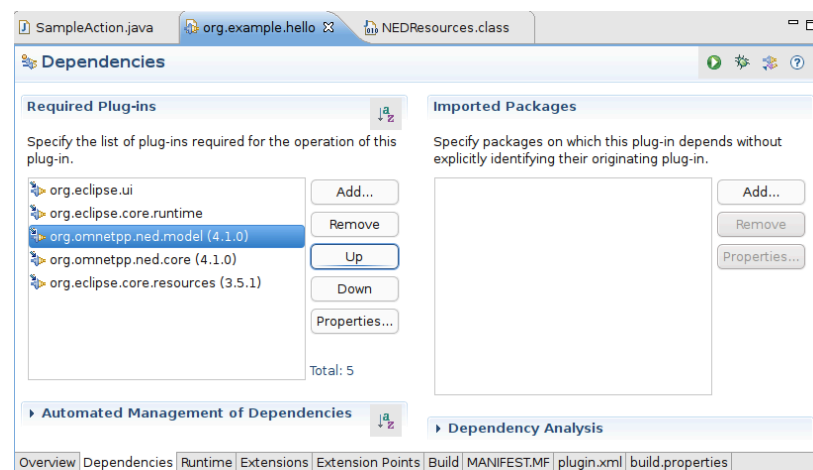 SampleAction.java
org.example.hello
NEDResources.class
Dependencies
Required Plug-ins
Specify the list of plug-ins required for the operation of this
plug-in.
org.eclipse.ui
org.eclipse.core.runtime
org.omnetpp.ned.model (4.1.0)
org.omnetpp.ned.core (4.1.0)
org.eclipse.core.resources (3.5.1)
Add...
Remove
Up
Down
Properties...
Total: 5
Automated Management of Dependencies
Imported Packages
Specify packages on which this plug-in depends without
explicitly identifying their originating plug-in.
Add...
Remove
Properties...
Dependency Analysis
Overview Dependencies Runtime Extensions Extension Points Build MANIFEST.MF plugin.xml build.properties